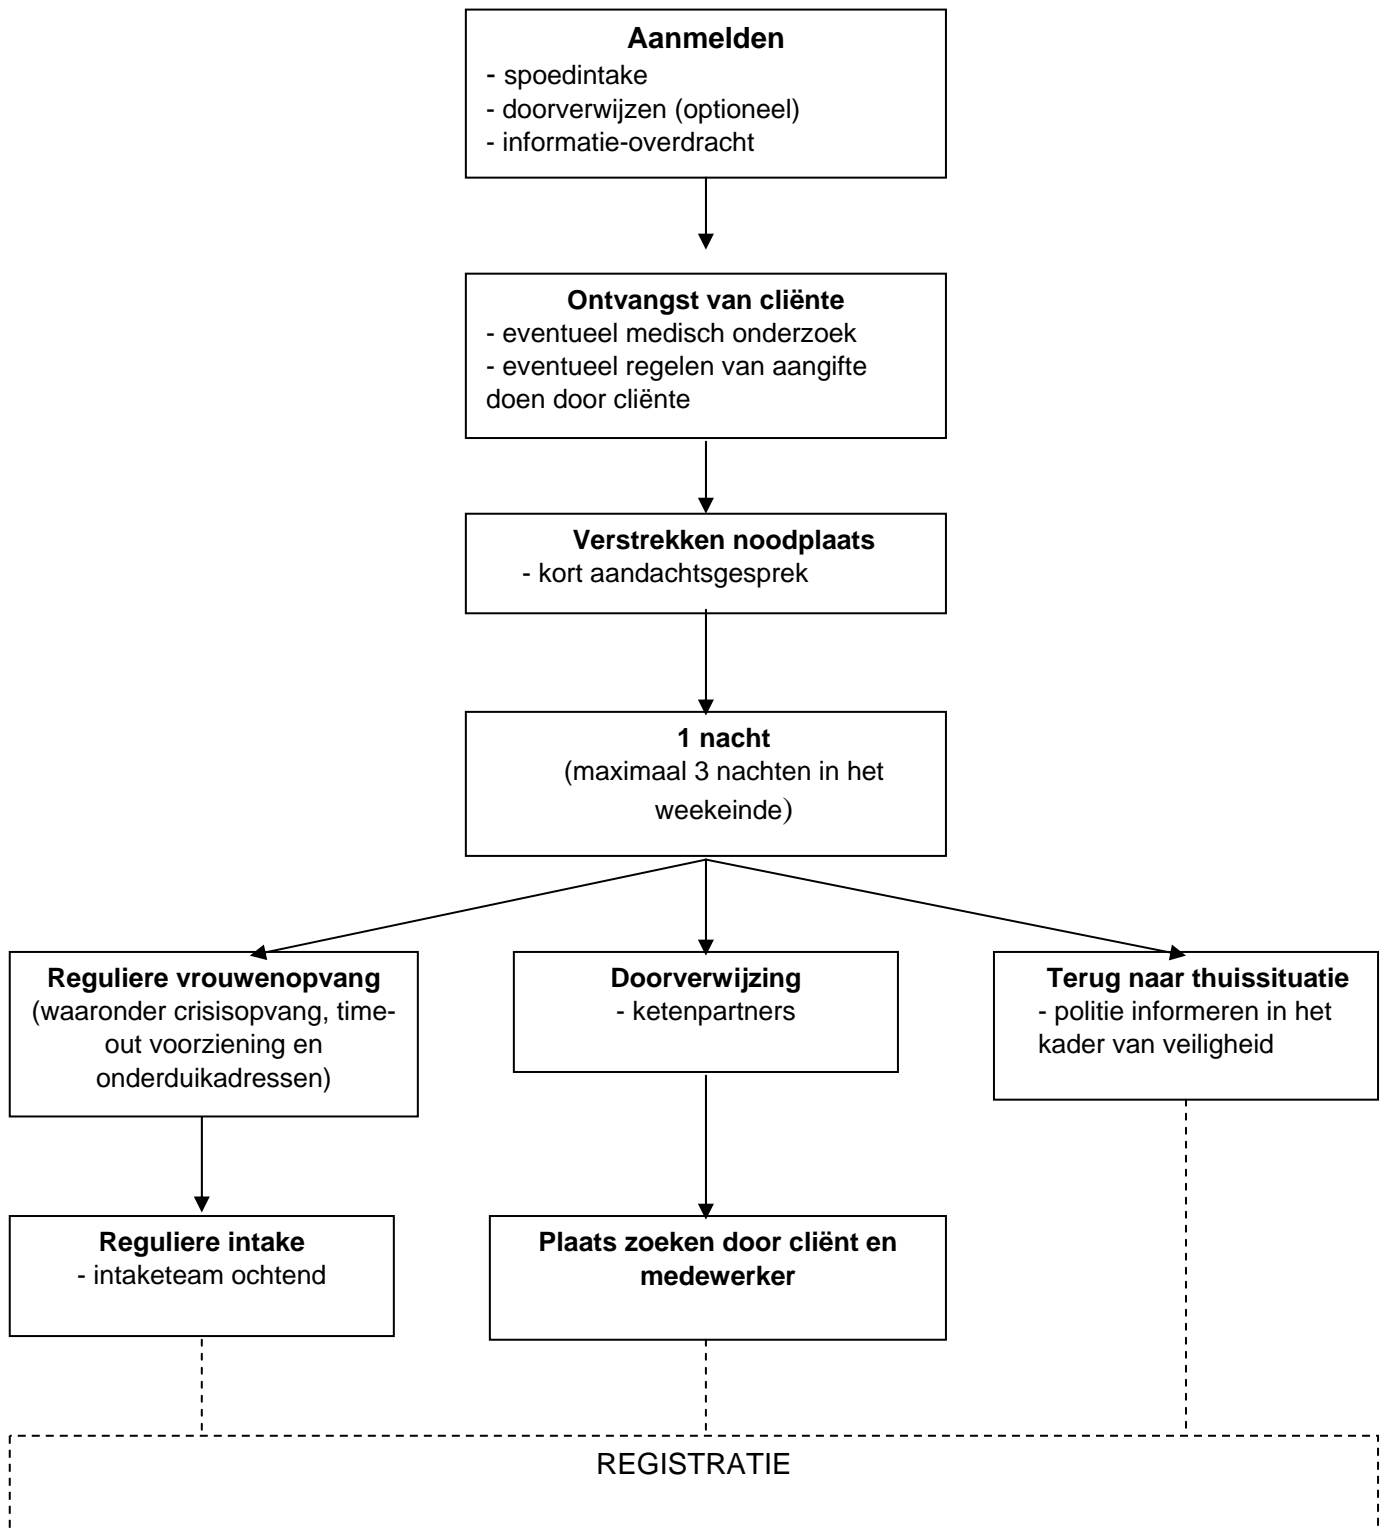 Aanmelden
- spoedintake
- doorverwijzen (optioneel)
- informatie-overdracht
Ontvangst van cliënte
- eventueel medisch onderzoek
- eventueel regelen van aangifte
doen door cliënte
Verstrekken noodplaats
- kort aandachtsgesprek
1 nacht
(maximaal 3 nachten in het
weekeinde)
Reguliere vrouwenopvang
(waaronder crisisopvang, time-
out voorziening en
onderduikadressen)
Doorverwijzing
- ketenpartners
Terug naar thuissituatie
- politie informeren in het
kader van veiligheid
Reguliere intake
- intaketeam ochtend
Plaats zoeken door cliënt en
medewerker
REGISTRATIE